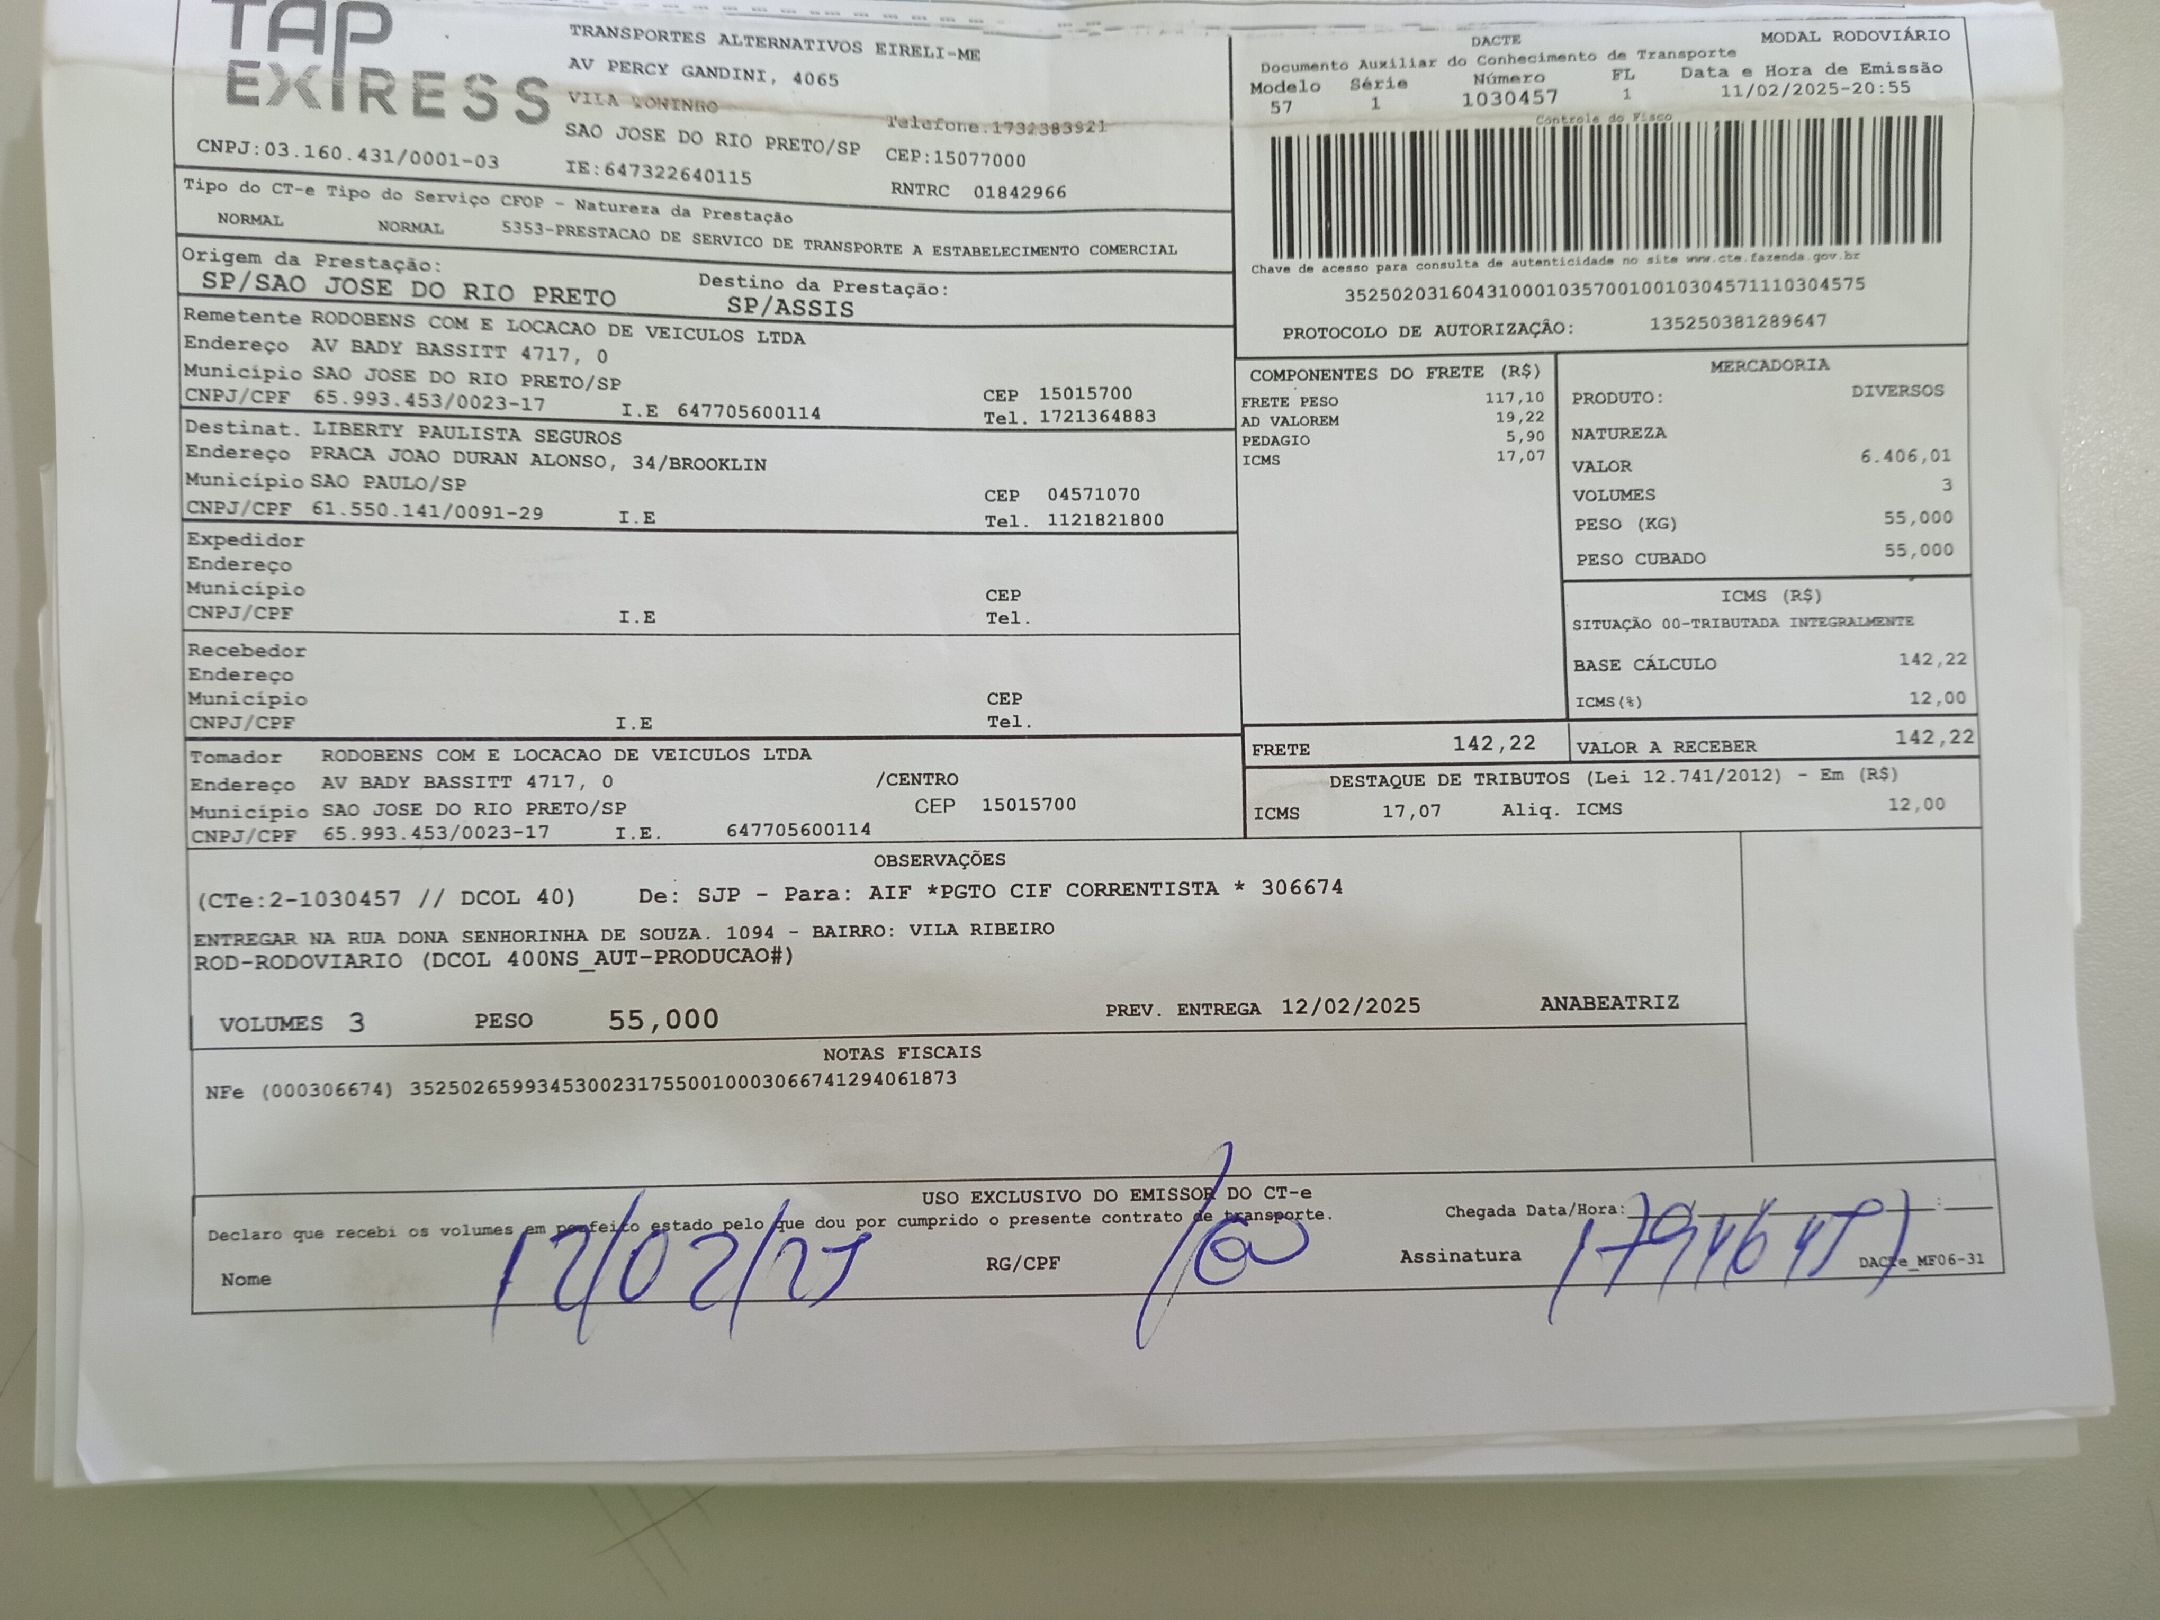 TAP
EXPRESS
TRANSPORTES ALTERNATIVOS EIRELI-ME
AV PERCY GANDINI, 4065
VILA TONINHO
Telefone.1732383921
SAO JOSE DO RIO PRETO/SP CEP:15077000
CNPJ:03.160.431/0001-03
IE:647322640115 RNTRC 01842966
DACTE MODAL RODOVIÁRIO
Documento Auxiliar do Conhecimento de Transporte
Modelo Série Número FL Data e Hora de Emissão
57 1 1030457 1 11/02/2025-20:55
Controle do Fisco
Chave de acesso para consulta de autenticidade no site www.cte.fazenda.gov.br
35250203160431000103570010010304571110304575
PROTOCOLO DE AUTORIZAÇÃO: 135250381289647
Tipo do CT-e Tipo do Serviço CFOP - Natureza da Prestação
NORMAL NORMAL 5353-PRESTACAO DE SERVICO DE TRANSPORTE A ESTABELECIMENTO COMERCIAL
Origem da Prestação: Destino da Prestação:
SP/SAO JOSE DO RIO PRETO SP/ASSIS
Remetente RODOBENS COM E LOCACAO DE VEICULOS LTDA
Endereço AV BADY BASSITT 4717, 0
Município SAO JOSE DO RIO PRETO/SP CEP 15015700
CNPJ/CPF 65.993.453/0023-17 I.E 647705600114 Tel. 1721364883
Destinat. LIBERTY PAULISTA SEGUROS
Endereço PRACA JOAO DURAN ALONSO, 34/BROOKLIN
Município SAO PAULO/SP CEP 04571070
CNPJ/CPF 61.550.141/0091-29 I.E Tel. 1121821800
Expedidor
Endereço
Município CEP
CNPJ/CPF I.E Tel.
Recebedor
Endereço
Município CEP
CNPJ/CPF I.E Tel.
Tomador RODOBENS COM E LOCACAO DE VEICULOS LTDA
Endereço AV BADY BASSITT 4717, 0 /CENTRO
Município SAO JOSE DO RIO PRETO/SP CEP 15015700
CNPJ/CPF 65.993.453/0023-17 I.E. 647705600114
COMPONENTES DO FRETE (R$)
FRETE PESO 117,10
AD VALOREM 19,22
PEDAGIO 5,90
ICMS 17,07
MERCADORIA
PRODUTO: DIVERSOS
NATUREZA
VALOR 6.406,01
VOLUMES 3
PESO (KG) 55,000
PESO CUBADO 55,000
ICMS (R$)
SITUAÇÃO 00-TRIBUTADA INTEGRALMENTE
BASE CÁLCULO 142,22
ICMS(%) 12,00
FRETE 142,22 VALOR A RECEBER 142,22
DESTAQUE DE TRIBUTOS (Lei 12.741/2012) - Em (R$)
ICMS 17,07 Aliq. ICMS 12,00
OBSERVAÇÕES
(CTe:2-1030457 // DCOL 40) De: SJP - Para: AIF *PGTO CIF CORRENTISTA * 306674
ENTREGAR NA RUA DONA SENHORINHA DE SOUZA. 1094 - BAIRRO: VILA RIBEIRO
ROD-RODOVIARIO (DCOL 400NS_AUT-PRODUCAO#)
VOLUMES 3 PESO 55,000 PREV. ENTREGA 12/02/2025 ANABEATRIZ
NOTAS FISCAIS
NFe (000306674) 35250265993453002317550010003066741294061873
USO EXCLUSIVO DO EMISSOR DO CT-e
Declaro que recebi os volumes em perfeito estado pelo que dou por cumprido o presente contrato de transporte. Chegada Data/Hora:
Nome 12/02/25 RG/CPF Assinatura DACTe_MF06-31